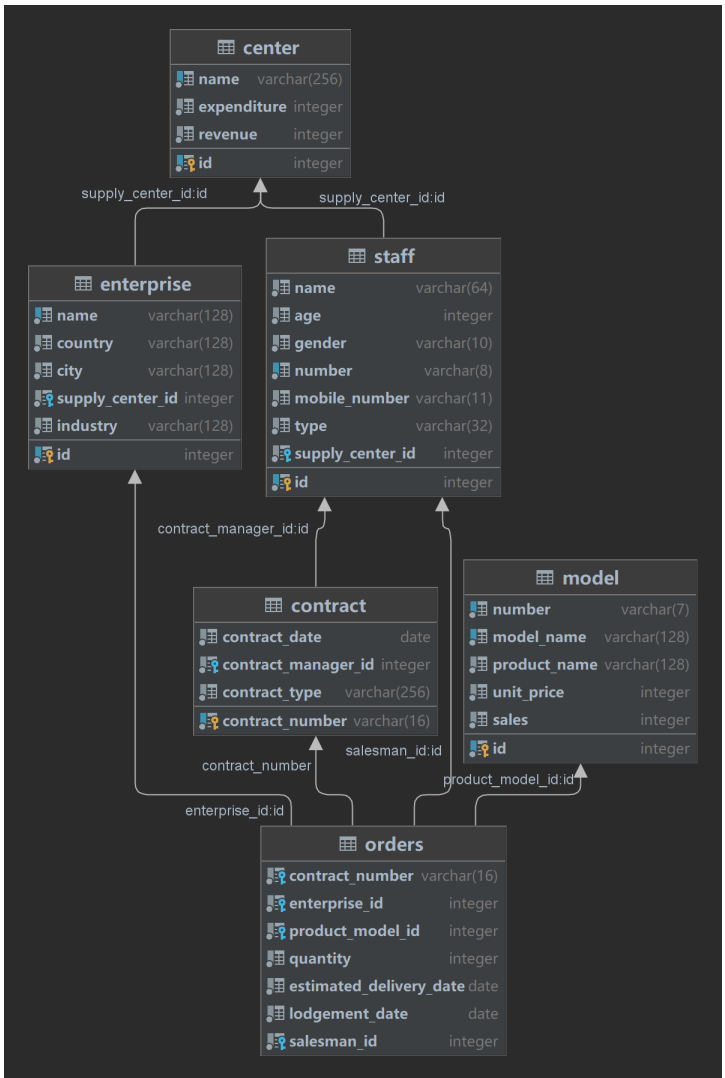 center
name varchar(256)
expenditure integer
revenue integer
id integer
supply_center_id:id
supply_center_id:id
enterprise
name varchar(128)
country varchar(128)
city varchar(128)
supply_center_id integer
industry varchar(128)
id integer
staff
name varchar(64)
age integer
gender varchar(10)
number varchar(8)
mobile_number varchar(11)
type varchar(32)
supply_center_id integer
id integer
contract_manager_id:id
contract
contract_date date
contract_manager_id integer
contract_type varchar(256)
contract_number varchar(16)
model
number varchar(7)
model_name varchar(128)
product_name varchar(128)
unit_price integer
sales integer
id integer
salesman_id:id
contract_number
product_model_id:id
enterprise_id:id
orders
contract_number varchar(16)
enterprise_id integer
product_model_id integer
quantity integer
estimated_delivery_date date
lodgement_date date
salesman_id integer